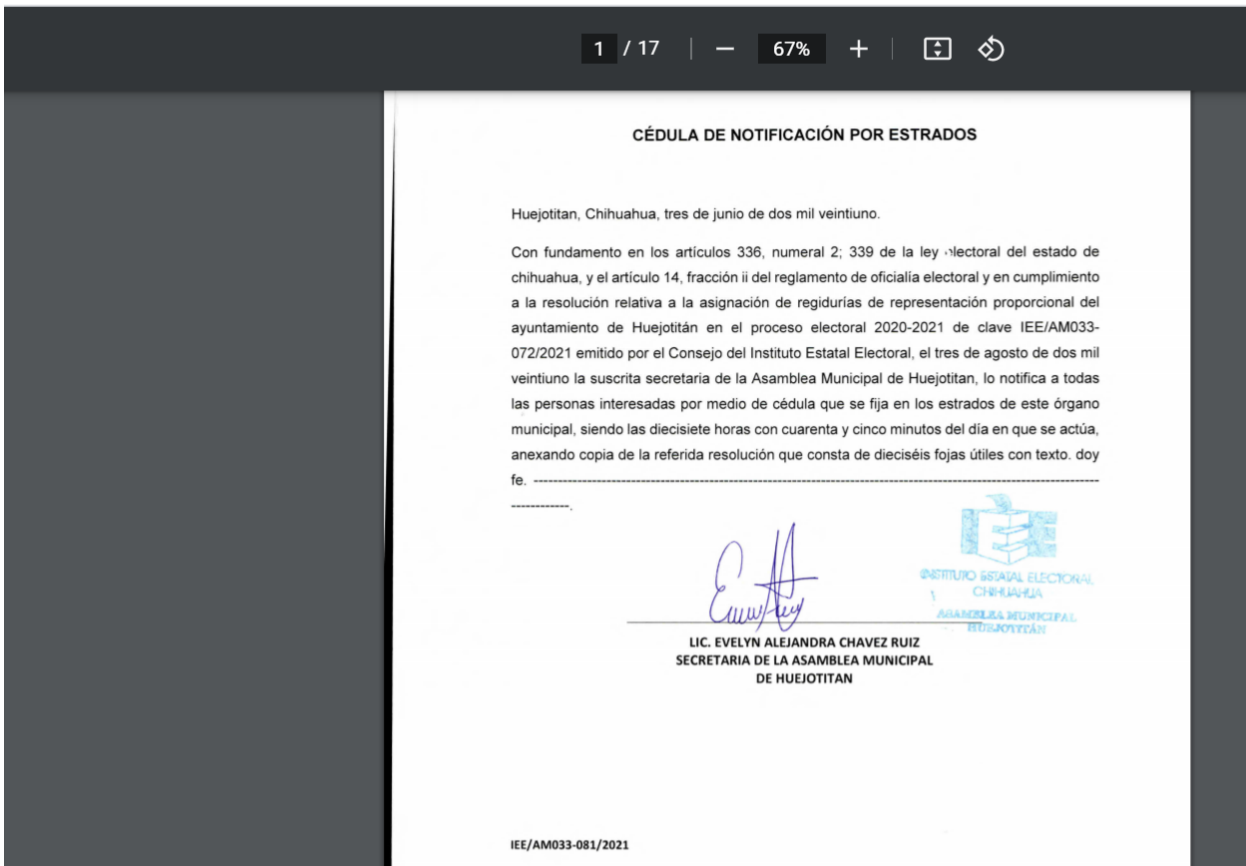 1 / 17 67%
CÉDULA DE NOTIFICACIÓN POR ESTRADOS
Huejotitan, Chihuahua, tres de junio de dos mil veintiuno.
Con fundamento en los artículos 336, numeral 2; 339 de la ley electoral del estado de
chihuahua, y el artículo 14, fracción ii del reglamento de oficialía electoral y en cumplimiento
a la resolución relativa a la asignación de regidurías de representación proporcional del
ayuntamiento de Huejotitán en el proceso electoral 2020-2021 de clave IEE/AM033-
072/2021 emitido por el Consejo del Instituto Estatal Electoral, el tres de agosto de dos mil
veintiuno la suscrita secretaria de la Asamblea Municipal de Huejotitan, lo notifica a todas
las personas interesadas por medio de cédula que se fija en los estrados de este órgano
municipal, siendo las diecisiete horas con cuarenta y cinco minutos del día en que se actúa,
anexando copia de la referida resolución que consta de dieciséis fojas útiles con texto. doy
fe. ----------------------------------------------------------------------------------------------------
------------.
IEE
INSTITUTO ESTATAL ELECTORAL
CHIHUAHUA
ASAMBLEA MUNICIPAL
HUEJOTITÁN
LIC. EVELYN ALEJANDRA CHAVEZ RUIZ
SECRETARIA DE LA ASAMBLEA MUNICIPAL
DE HUEJOTITAN
IEE/AM033-081/2021